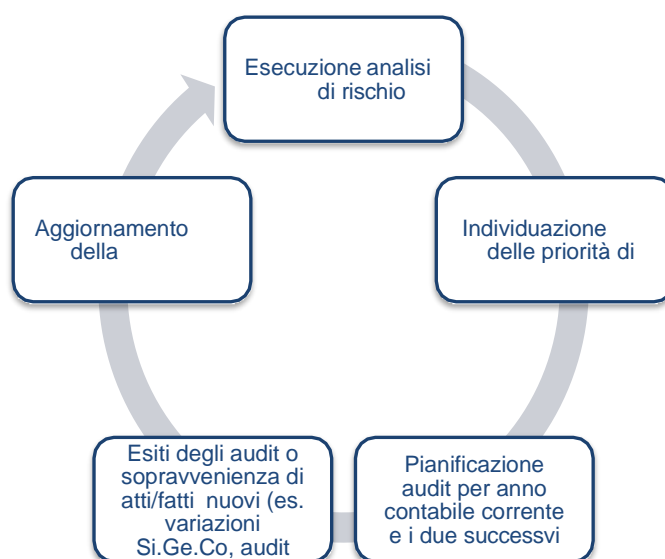 Esecuzione analisi
di rischio
Aggiornamento
della
Individuazione
delle priorità di
Esiti degli audit o
sopravvenienza di
atti/fatti nuovi (es.
variazioni
Si.Ge.Co, audit
Pianificazione
audit per anno
contabile corrente
e i due successvi